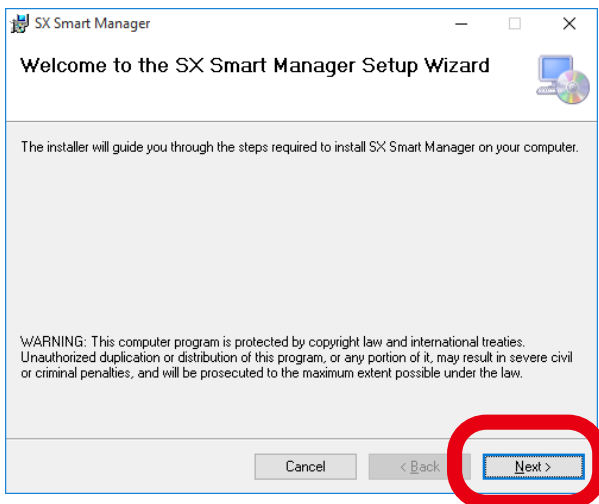 SX Smart Manager
Welcome to the SX Smart Manager Setup Wizard
The installer will guide you through the steps required to install SX Smart Manager on your computer.
WARNING: This computer program is protected by copyright law and international treaties.
Unauthorized duplication or distribution of this program, or any portion of it, may result in severe civil
or criminal penalties, and will be prosecuted to the maximum extent possible under the law.
Cancel < Back Next >